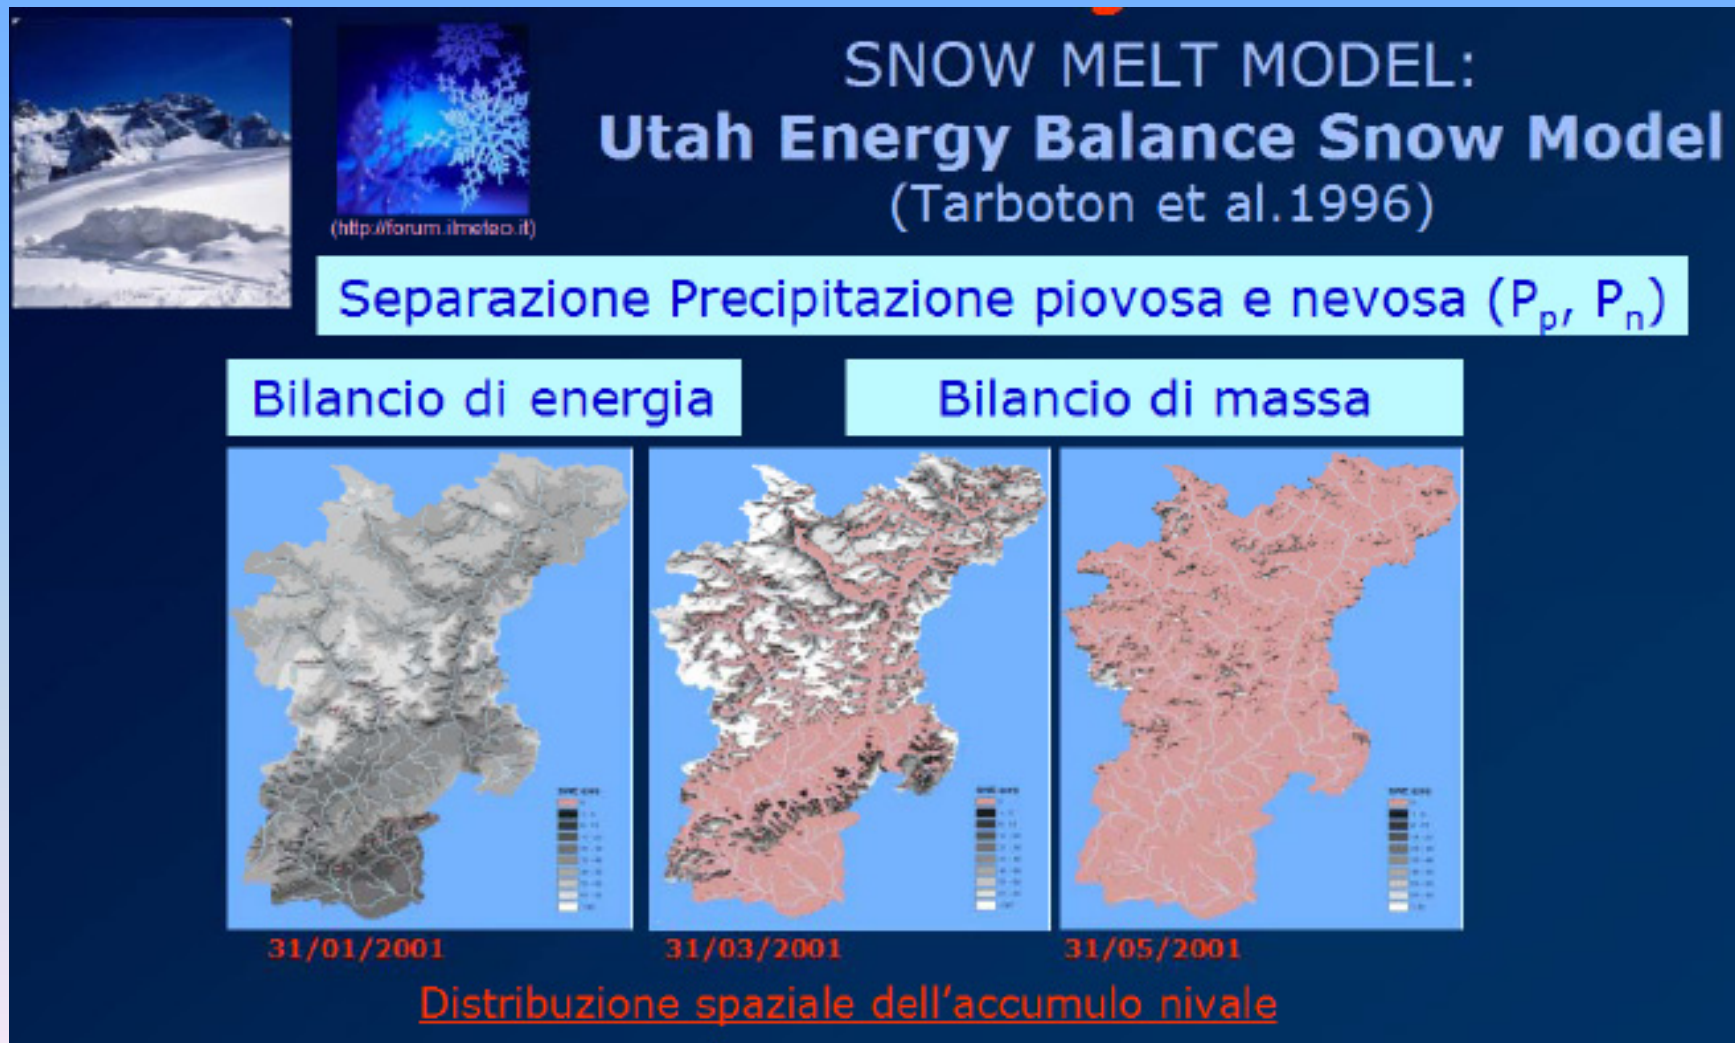 SNOW MELT MODEL:
Utah Energy Balance Snow Model
(Tarboton et al.1996)
(http://forum.ilmeteo.it)
Separazione Precipitazione piovosa e nevosa (Pp, Pn)
Bilancio di energia
Bilancio di massa
31/01/2001
31/03/2001
31/05/2001
Distribuzione spaziale dell'accumulo nivale